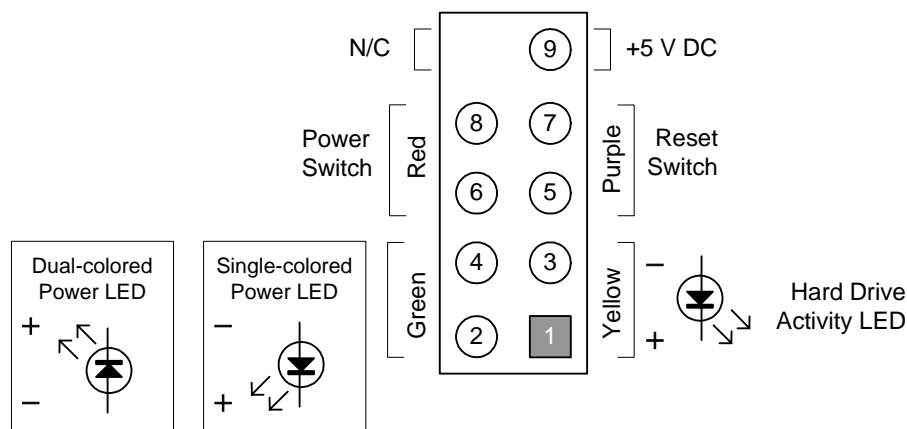 N/C
9
+5 V DC
8
7
Power
Switch
Red
Purple
Reset
Switch
6
5
Dual-colored
Power LED
+
–
Single-colored
Power LED
–
+
Green
4
3
2
1
Yellow
–
+
Hard Drive
Activity LED